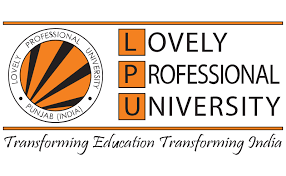 LOVELY PROFESSIONAL UNIVERSITY
PUNJAB (INDIA)
LOVELY
PROFESSIONAL
UNIVERSITY
Transforming Education Transforming India